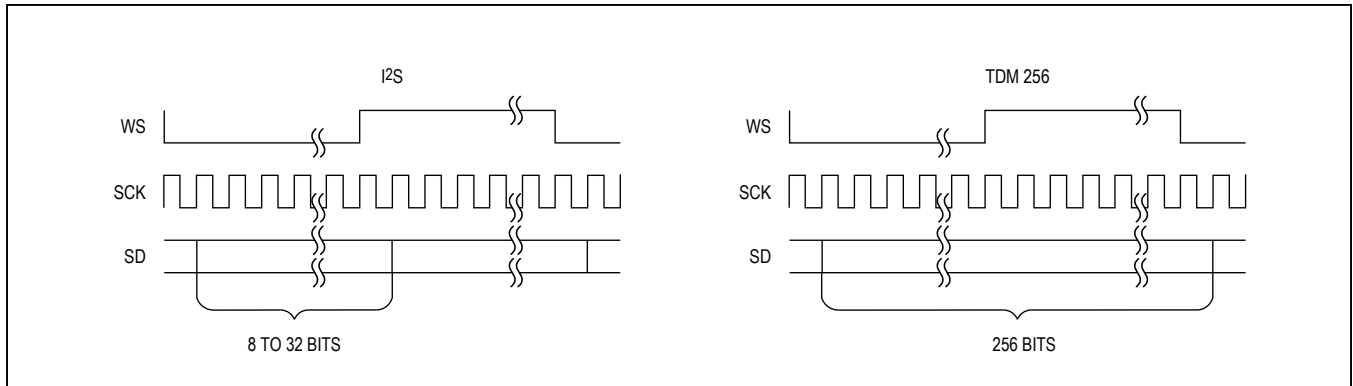 I2S
WS
SCK
SD
8 TO 32 BITS
TDM 256
WS
SCK
SD
256 BITS